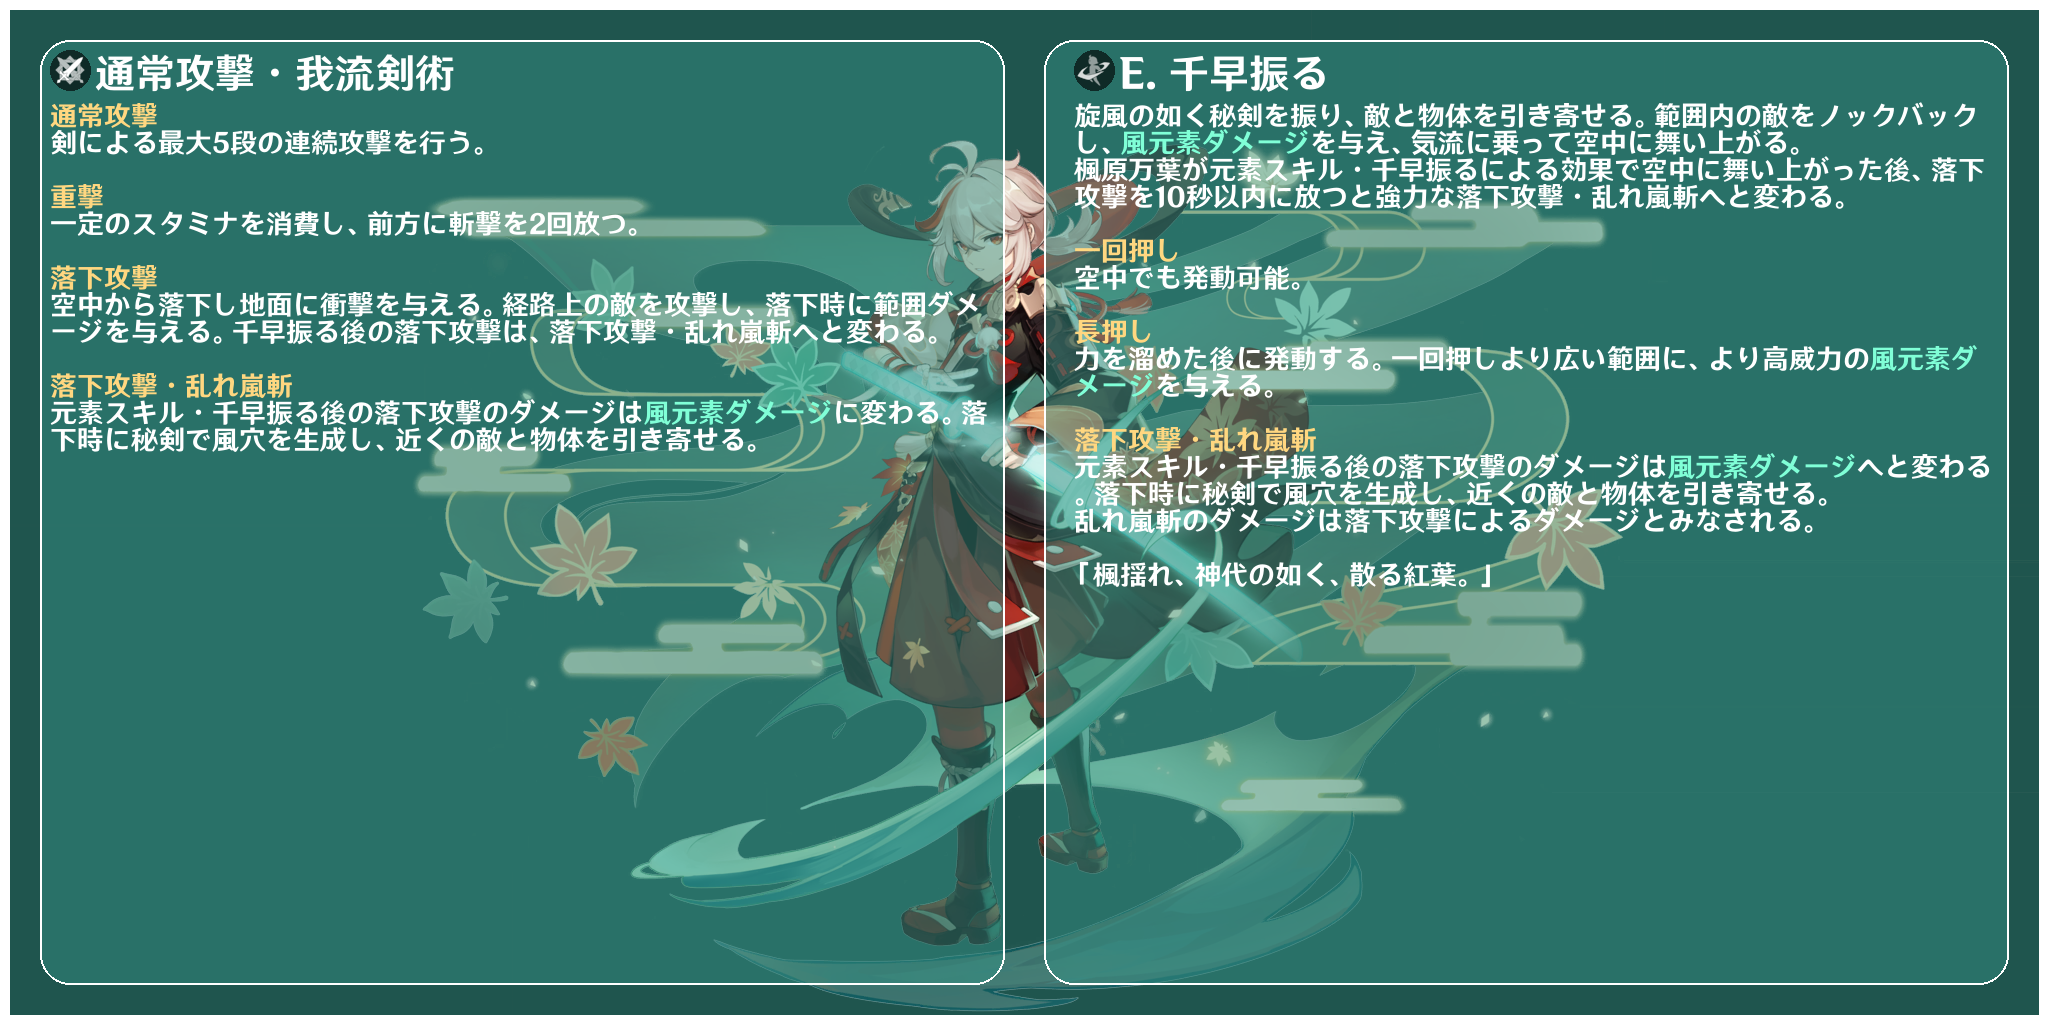 通常攻撃・我流剣術
通常攻撃
剣による最大5段の連続攻撃を行う。
重撃
一定のスタミナを消費し、前方に斬撃を2回放つ。
落下攻撃
空中から落下し地面に衝撃を与える。経路上の敵を攻撃し、落下時に範囲ダメ
ージを与える。千早振る後の落下攻撃は、落下攻撃・乱れ嵐斬へと変わる。
落下攻撃・乱れ嵐斬
元素スキル・千早振る後の落下攻撃のダメージは風元素ダメージに変わる。落
下時に秘剣で風穴を生成し、近くの敵と物体を引き寄せる。
E. 千早振る
旋風の如く秘剣を振り、敵と物体を引き寄せる。範囲内の敵をノックバック
し、風元素ダメージを与え、気流に乗って空中に舞い上がる。
楓原万葉が元素スキル・千早振るによる効果で空中に舞い上がった後、落下
攻撃を10秒以内に放つと強力な落下攻撃・乱れ嵐斬へと変わる。
一回押し
空中でも発動可能。
長押し
力を溜めた後に発動する。一回押しより広い範囲に、より高威力の風元素ダ
メージを与える。
落下攻撃・乱れ嵐斬
元素スキル・千早振る後の落下攻撃のダメージは風元素ダメージへと変わる
。落下時に秘剣で風穴を生成し、近くの敵と物体を引き寄せる。
乱れ嵐斬のダメージは落下攻撃によるダメージとみなされる。
「楓揺れ、神代の如く、散る紅葉。」